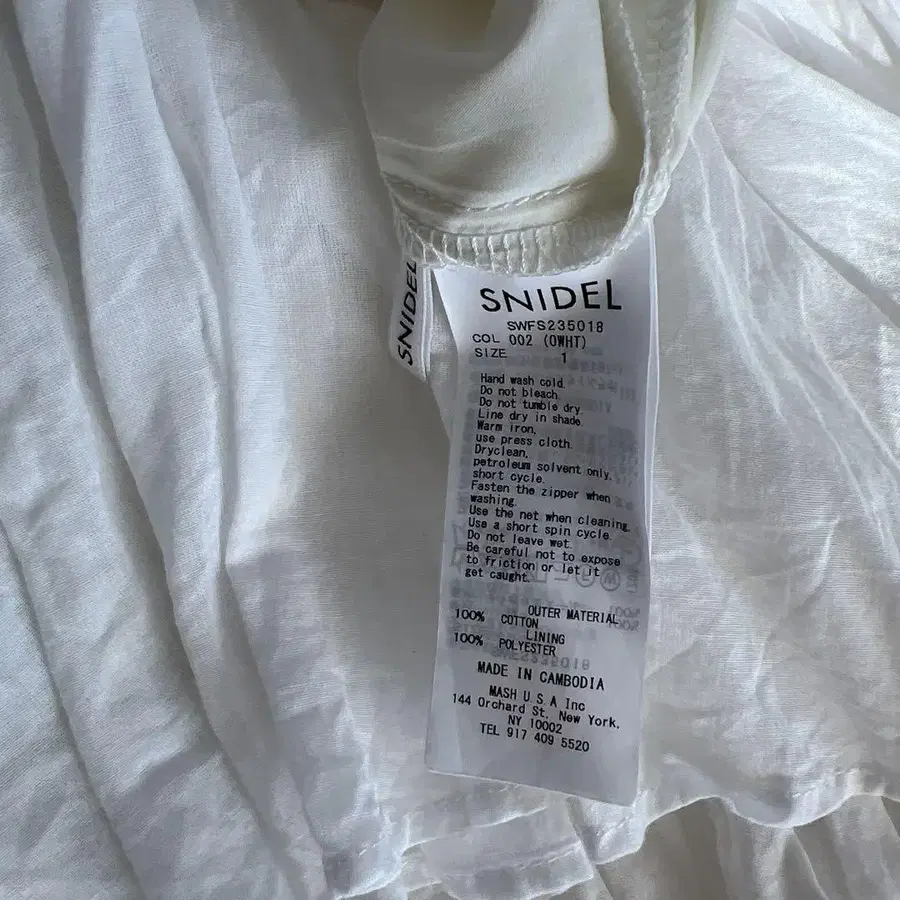 SNIDEL
SNIDEL
SWFS235018
COL 002 (OWHT)
SIZE 1
Hand wash cold.
Do not bleach.
Do not tumble dry.
Line dry in shade.
Warm iron,
use press cloth.
Dryclean,
petroleum solvent only,
short cycle.
Fasten the zipper when
washing.
Use the net when cleaning.
Use a short spin cycle.
Do not leave wet.
Be careful not to expose
to friction or let it
get caught.
OUTER MATERIAL
100% COTTON
LINING
100% POLYESTER
MADE IN CAMBODIA
MASH U S A Inc
144 Orchard St, New York.
NY 10002
TEL 917 409 5520